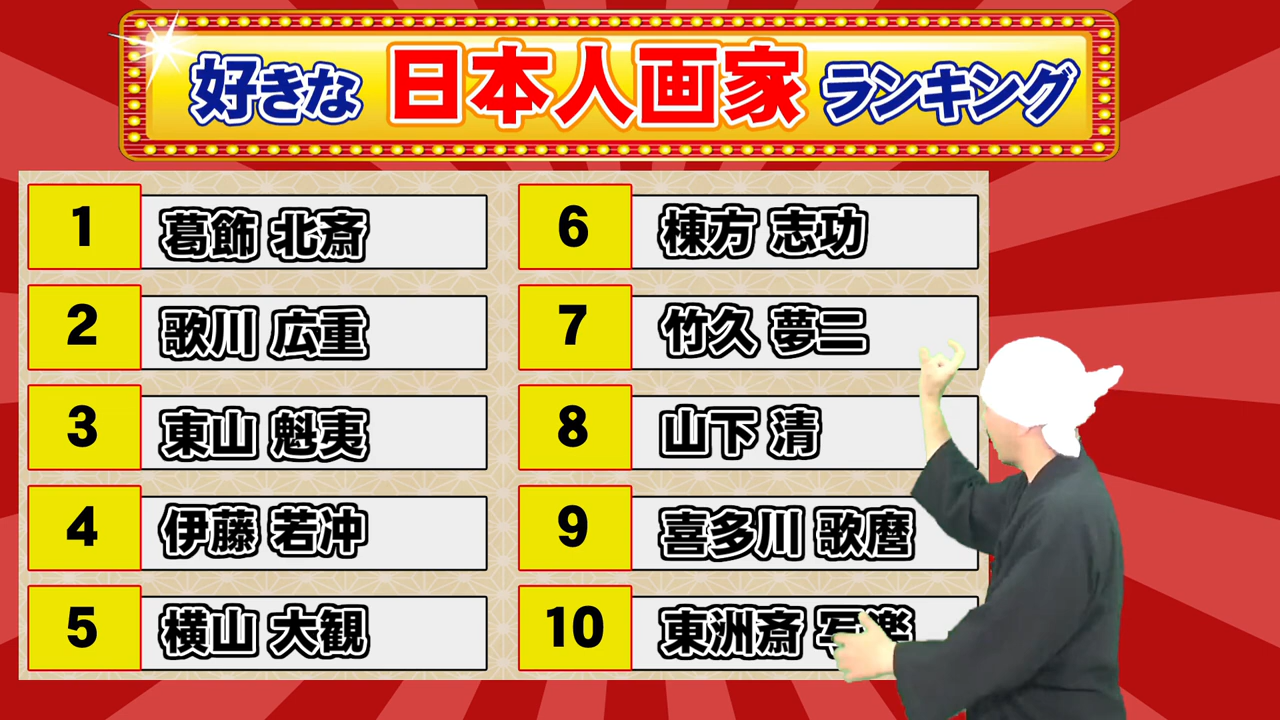 好きな 日本人画家 ランキング
1 葛飾 北斎
2 歌川 広重
3 東山 魁夷
4 伊藤 若冲
5 横山 大観
6 棟方 志功
7 竹久 夢二
8 山下 清
9 喜多川 歌麿
10 東洲斎 写楽